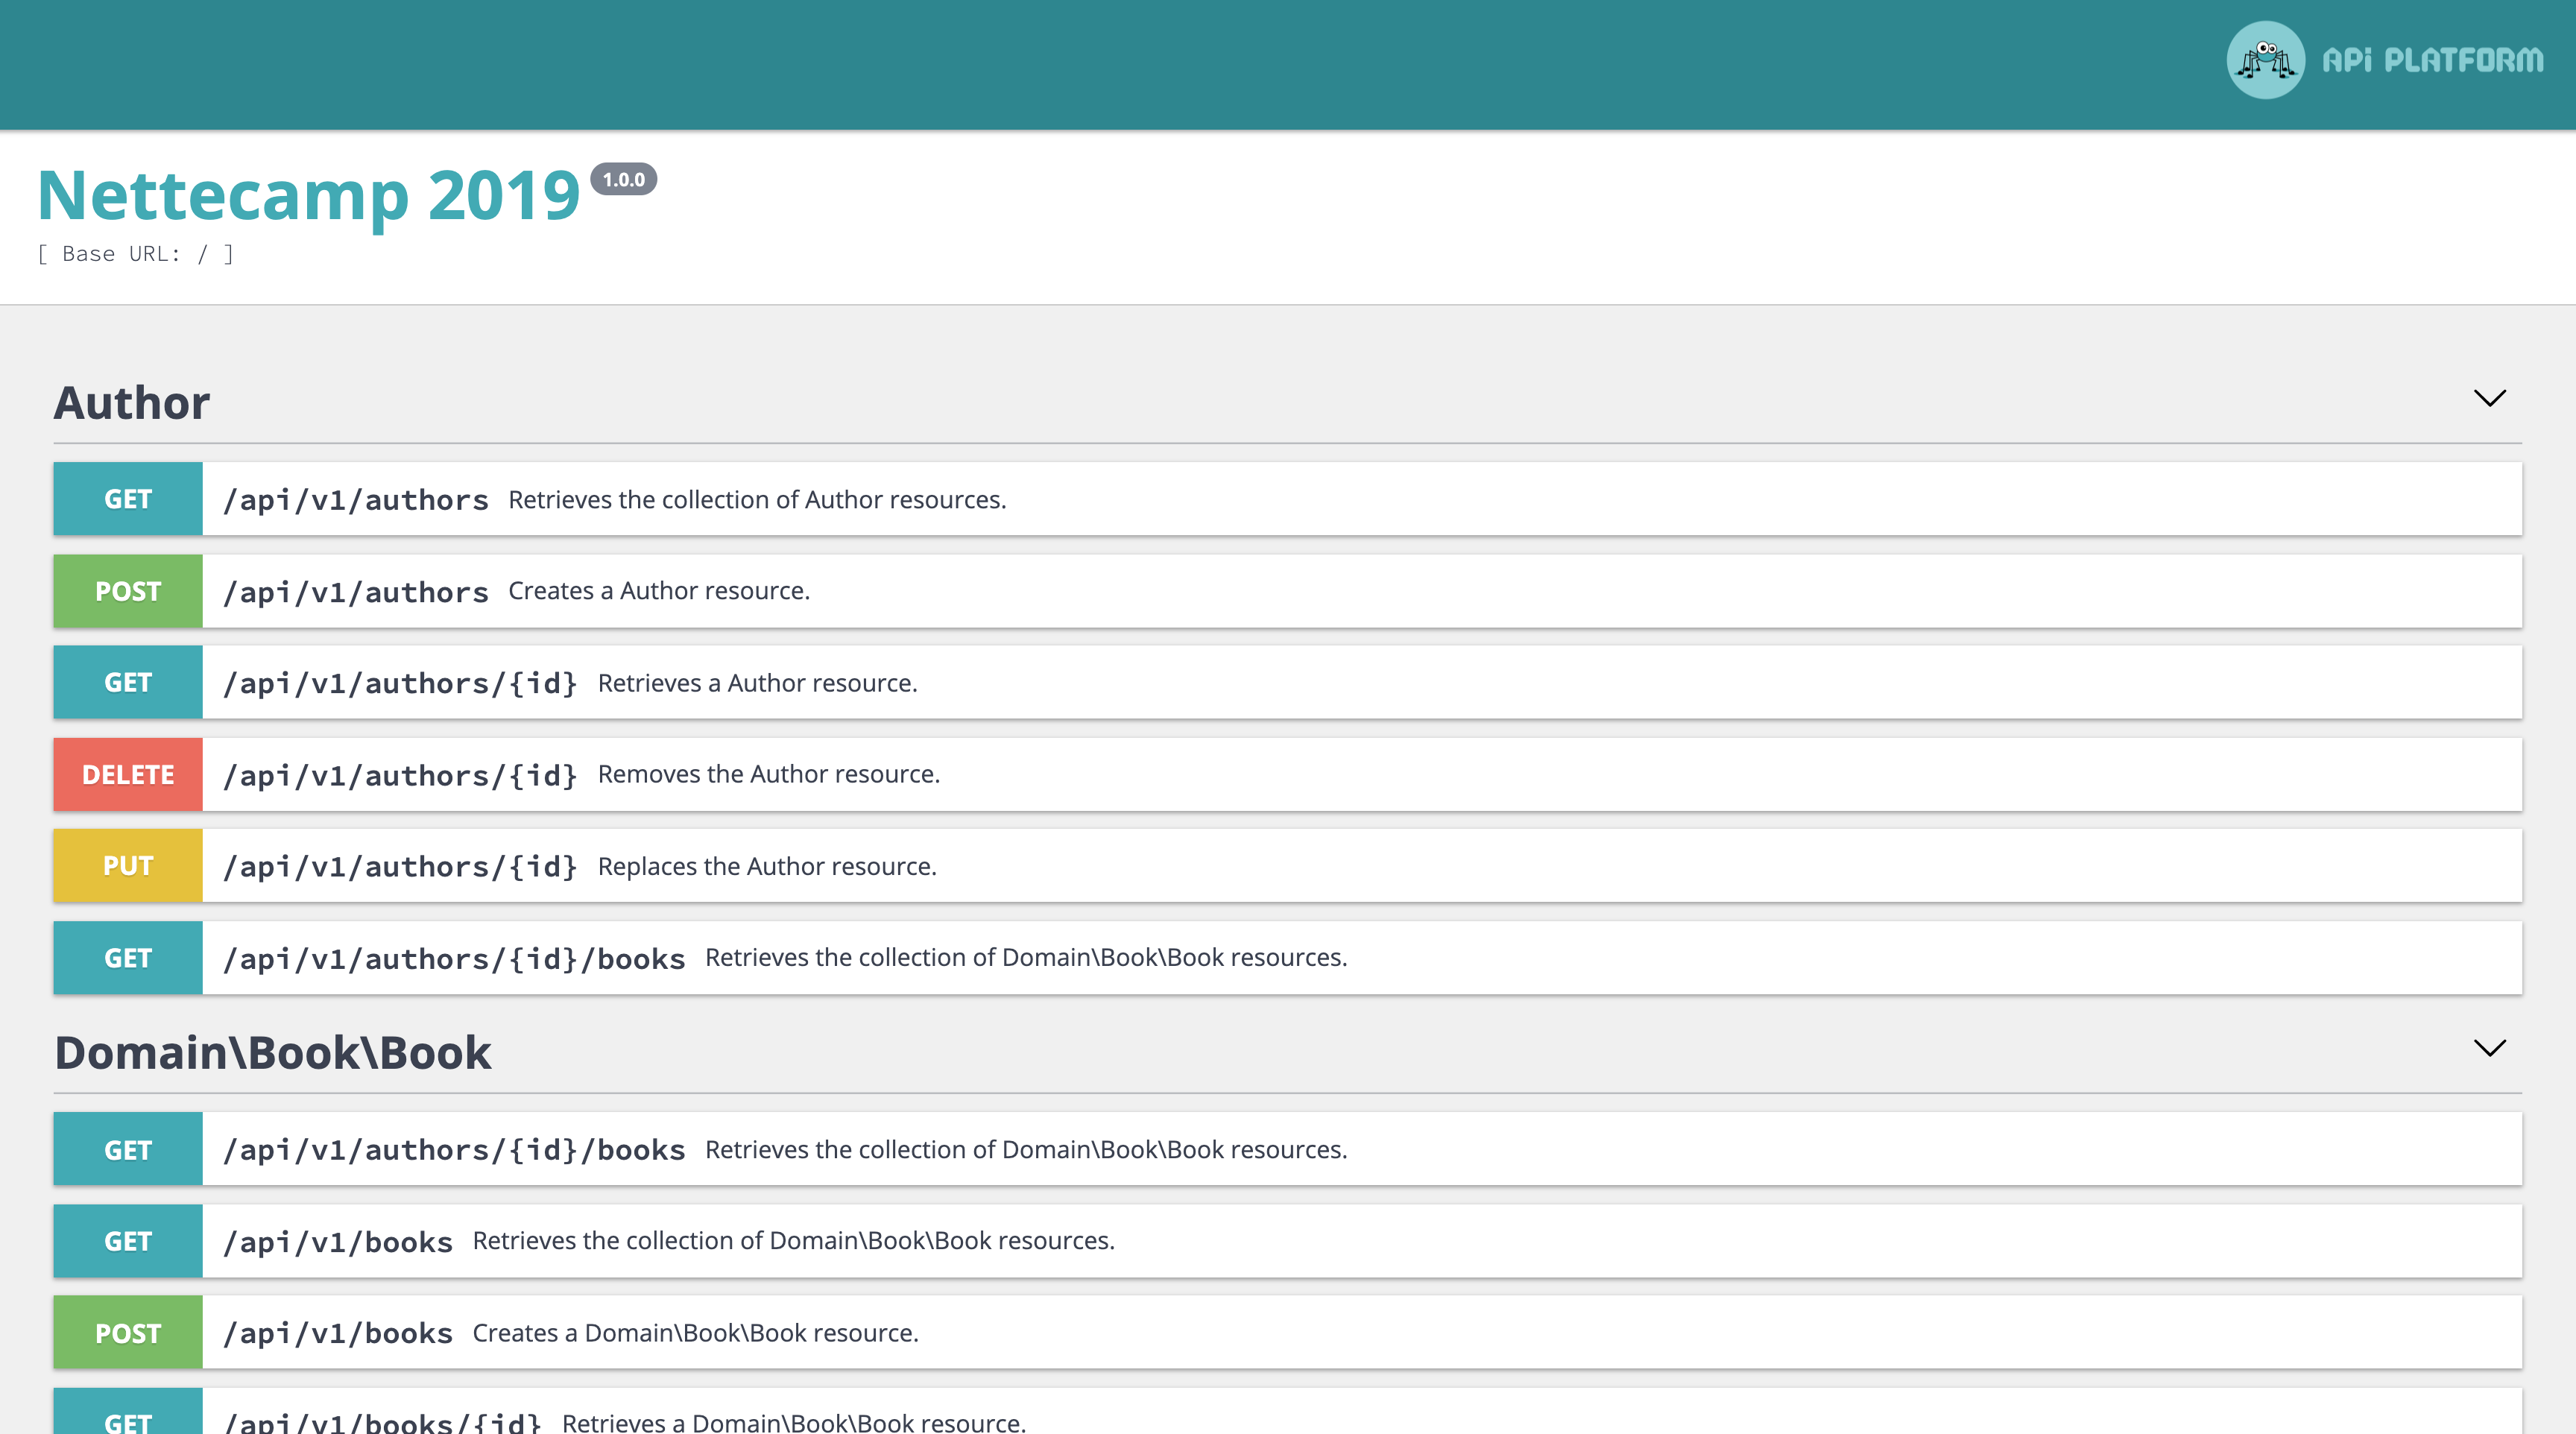 APi PLATFORM
Nettecamp 2019 1.0.0
[ Base URL: / ]
Author
GET /api/v1/authors Retrieves the collection of Author resources.
POST /api/v1/authors Creates a Author resource.
GET /api/v1/authors/{id} Retrieves a Author resource.
DELETE /api/v1/authors/{id} Removes the Author resource.
PUT /api/v1/authors/{id} Replaces the Author resource.
GET /api/v1/authors/{id}/books Retrieves the collection of Domain\Book\Book resources.
Domain\Book\Book
GET /api/v1/authors/{id}/books Retrieves the collection of Domain\Book\Book resources.
GET /api/v1/books Retrieves the collection of Domain\Book\Book resources.
POST /api/v1/books Creates a Domain\Book\Book resource.
GET /api/v1/books/{id} Retrieves a Domain\Book\Book resource.